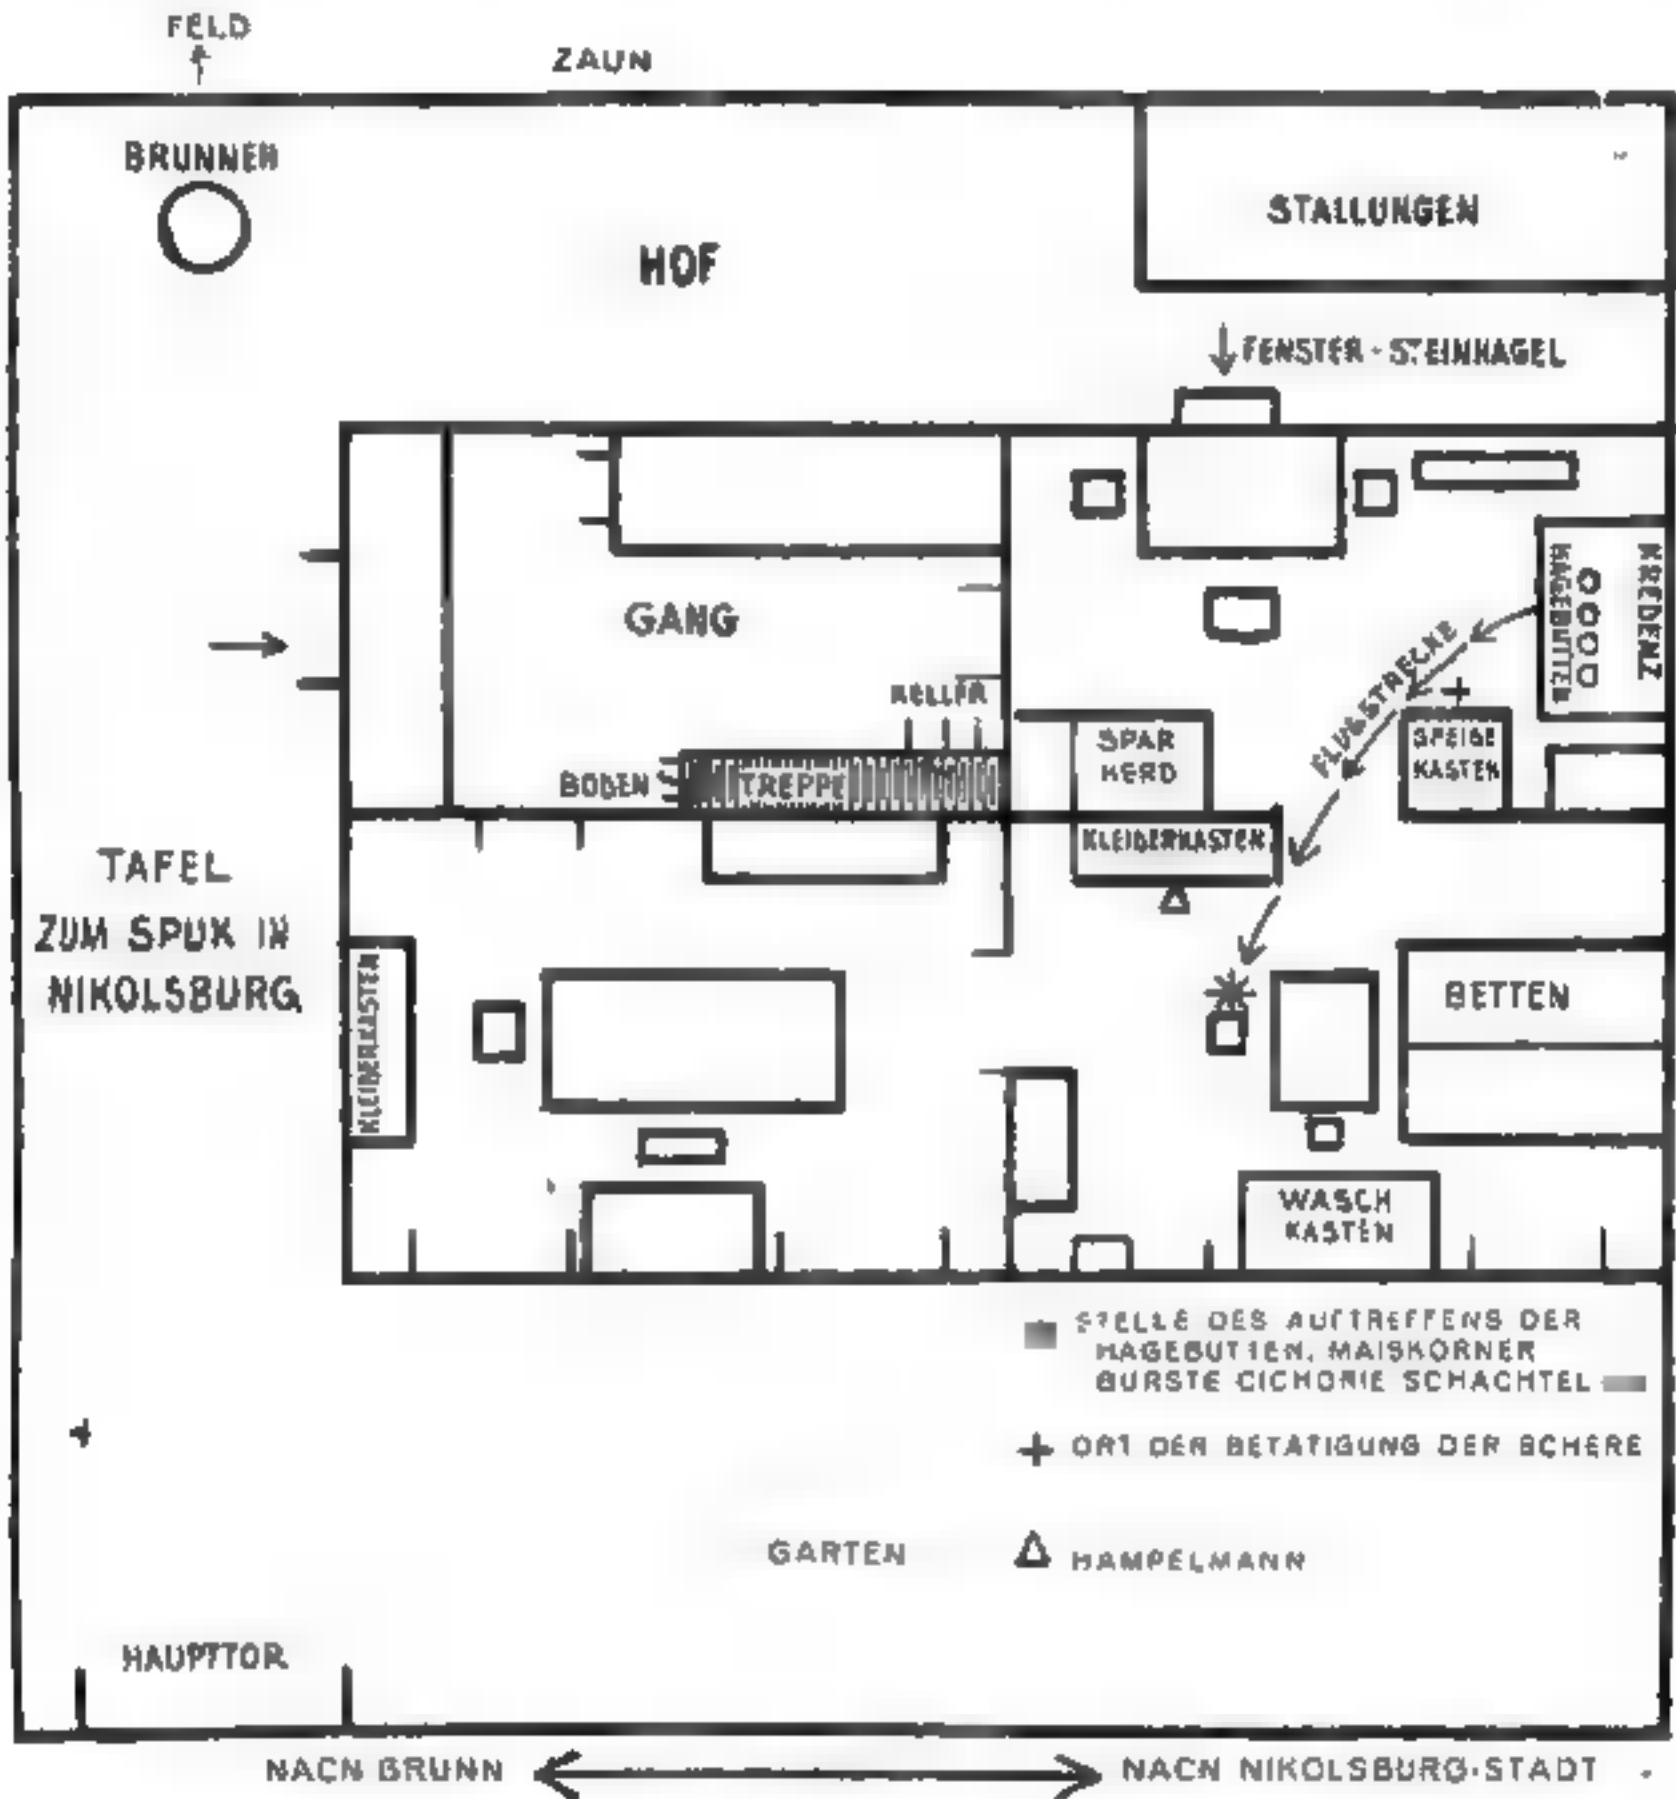 FELD
ZAUN
BRUNNEN
HOF
STALLUNGEN
FENSTER - STEINHAGEL
KREDENZ
HAGEBUTTEN
GANG
FLUGSTRECKE
KELLER
SPAR
HERD
SPEISE
KASTEN
BODEN
TREPPE
KLEIDERKASTEN
TAFEL
ZUM SPUK IN
NIKOLSBURG
KLEIDERKASTEN
BETTEN
WASCH
KASTEN
STELLE DES AUFTREFFENS DER
HAGEBUTTEN, MAISKORNER
BURSTE CICHORIE SCHACHTEL
ORT DER BETATIGUNG DER SCHERE
GARTEN
HAMPELMANN
HAUPTTOR
NACH BRUNN
NACH NIKOLSBURG-STADT